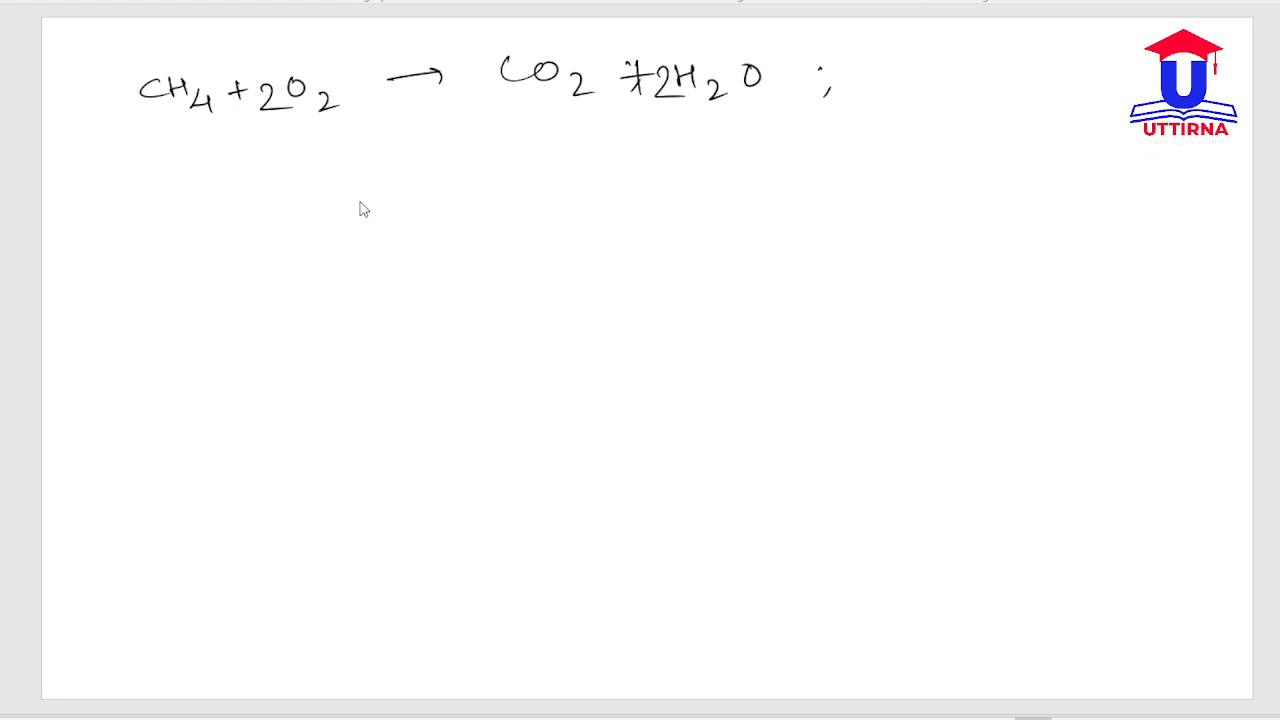 CH₄ + 2O₂ → CO₂ + 2H₂O ;
UTTIRNA